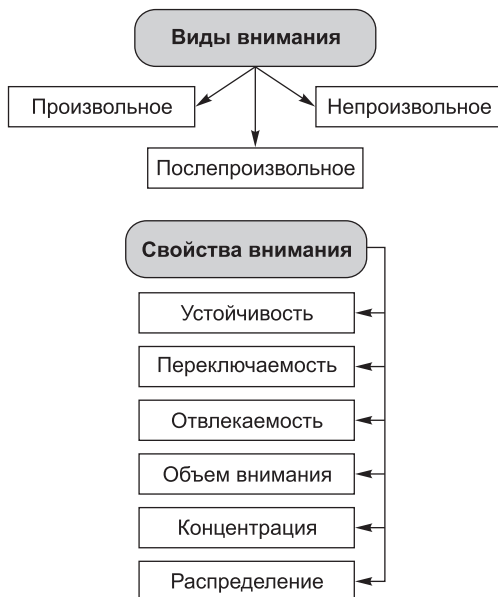 Виды внимания
Произвольное
Непроизвольное
Послепроизвольное
Свойства внимания
Устойчивость
Переключаемость
Отвлекаемость
Объем внимания
Концентрация
Распределение